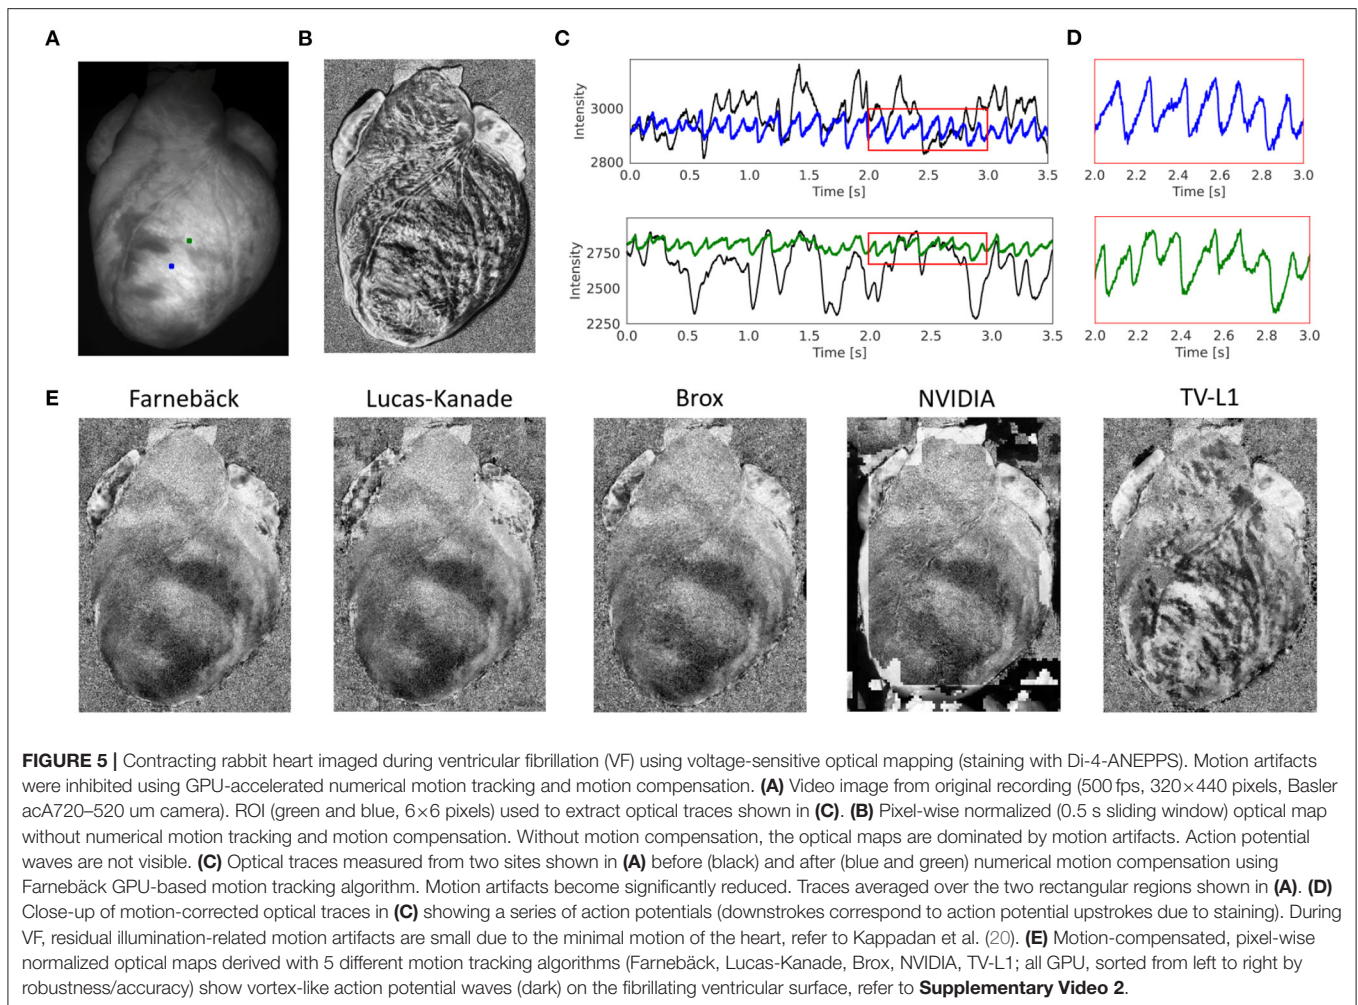 A
B
C
D
Intensity
3000
2800
0.0 0.5 1.0 1.5 2.0 2.5 3.0 3.5
Time [s]
2.0 2.2 2.4 2.6 2.8 3.0
Time [s]
Intensity
2750
2500
2250
0.0 0.5 1.0 1.5 2.0 2.5 3.0 3.5
Time [s]
2.0 2.2 2.4 2.6 2.8 3.0
Time [s]
E
Farnebäck
Lucas-Kanade
Brox
NVIDIA
TV-L1
FIGURE 5 | Contracting rabbit heart imaged during ventricular fibrillation (VF) using voltage-sensitive optical mapping (staining with Di-4-ANEPPS). Motion artifacts
were inhibited using GPU-accelerated numerical motion tracking and motion compensation. (A) Video image from original recording (500 fps, 320×440 pixels, Basler
acA720–520 um camera). ROI (green and blue, 6×6 pixels) used to extract optical traces shown in (C). (B) Pixel-wise normalized (0.5 s sliding window) optical map
without numerical motion tracking and motion compensation. Without motion compensation, the optical maps are dominated by motion artifacts. Action potential
waves are not visible. (C) Optical traces measured from two sites shown in (A) before (black) and after (blue and green) numerical motion compensation using
Farnebäck GPU-based motion tracking algorithm. Motion artifacts become significantly reduced. Traces averaged over the two rectangular regions shown in (A). (D)
Close-up of motion-corrected optical traces in (C) showing a series of action potentials (downstrokes correspond to action potential upstrokes due to staining). During
VF, residual illumination-related motion artifacts are small due to the minimal motion of the heart, refer to Kappadan et al. (20). (E) Motion-compensated, pixel-wise
normalized optical maps derived with 5 different motion tracking algorithms (Farnebäck, Lucas-Kanade, Brox, NVIDIA, TV-L1; all GPU, sorted from left to right by
robustness/accuracy) show vortex-like action potential waves (dark) on the fibrillating ventricular surface, refer to Supplementary Video 2.